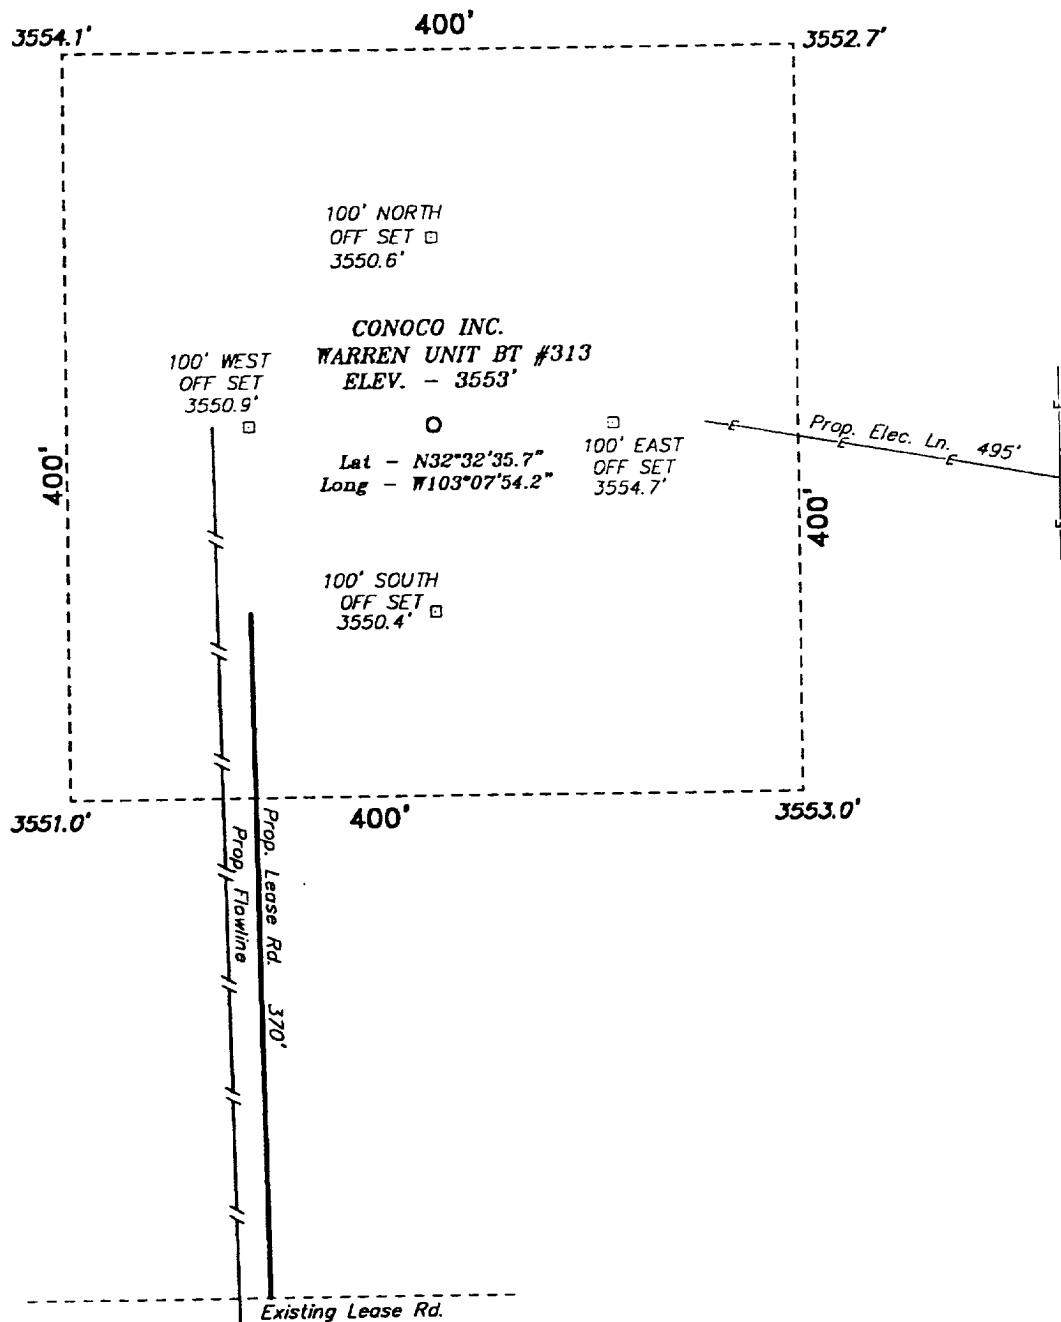 400'
3554.1'
3552.7'
100' NORTH
OFF SET
3550.6'
CONOCO INC.
WARREN UNIT BT #313
ELEV. - 3553'
100' WEST
OFF SET
3550.9'
Lat - N32°32'35.7"
Long - W103°07'54.2"
100' EAST
OFF SET
3554.7'
E E E
Prop. Elec. Ln. 495'
E
E
400'
400'
100' SOUTH
OFF SET
3550.4'
3551.0'
400'
3553.0'
Prop. Flowline
Prop. Lease Rd. 370'
Existing Lease Rd.